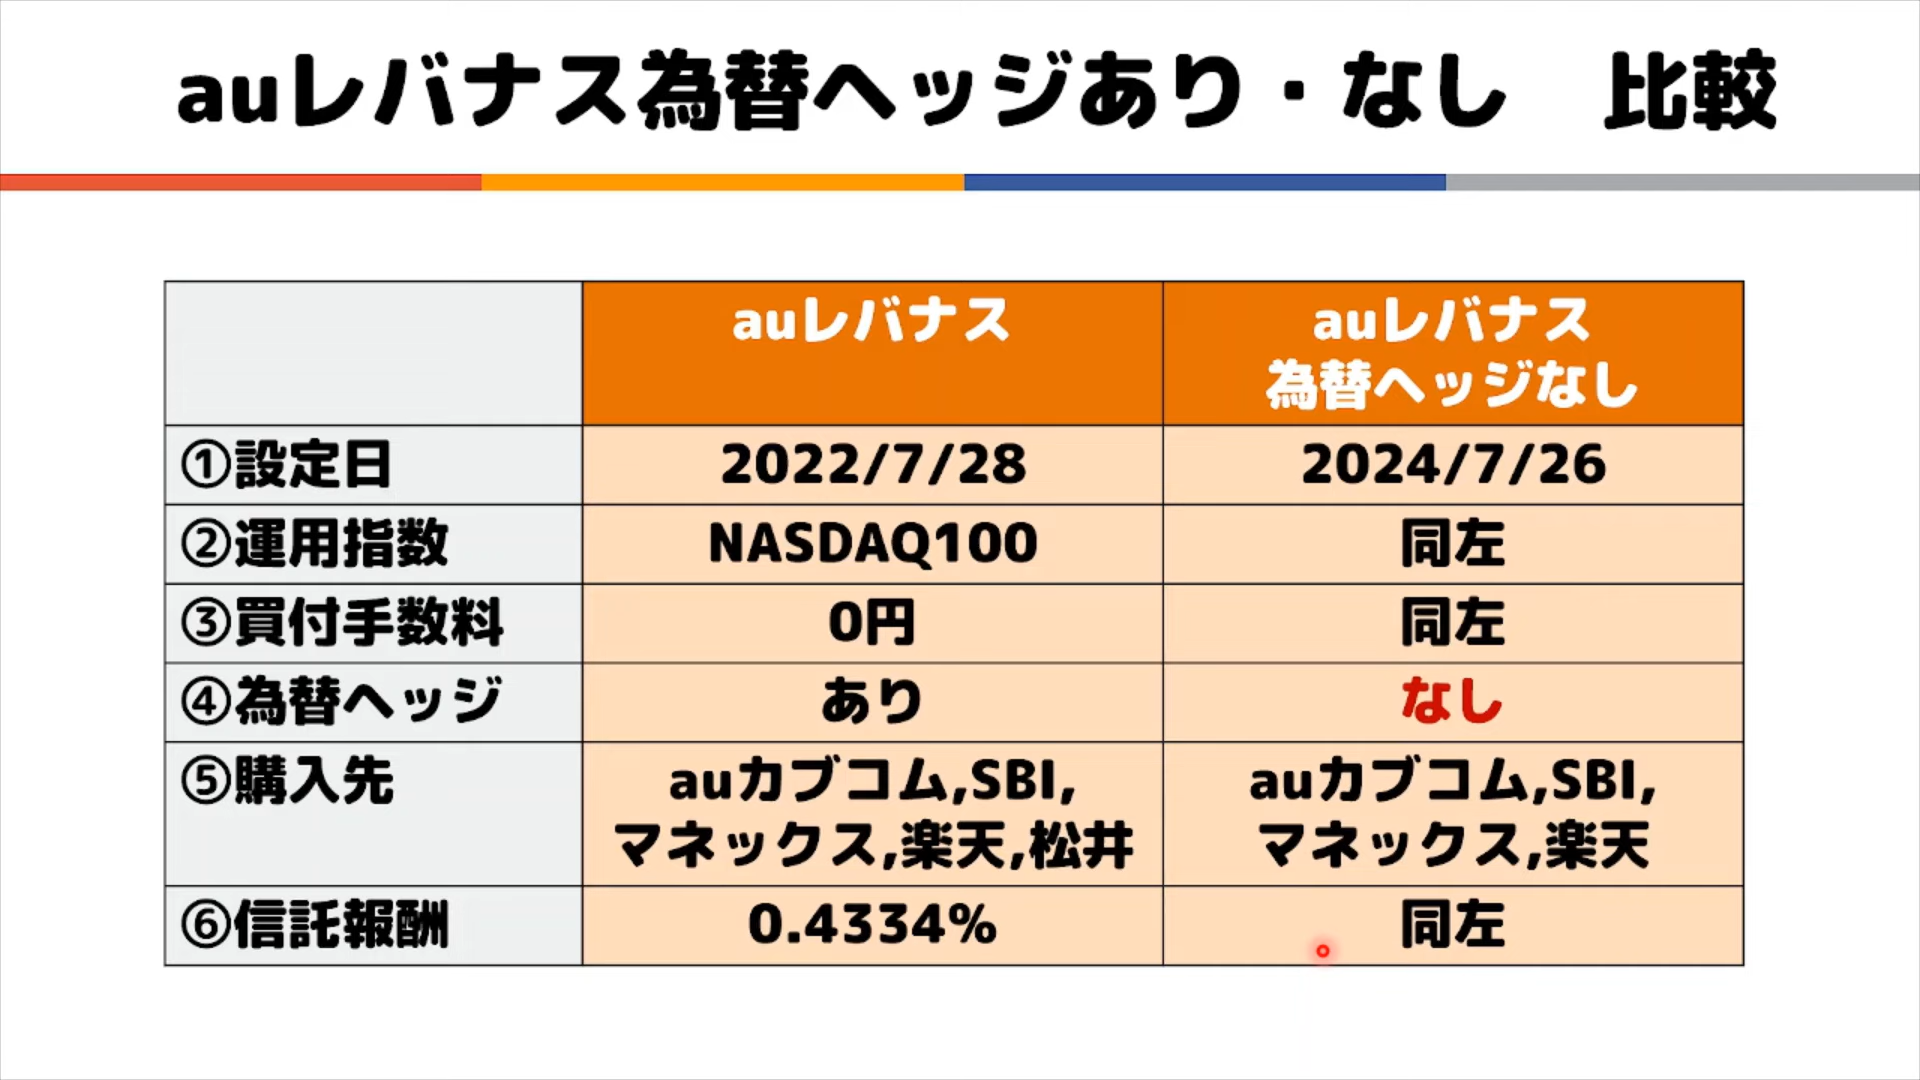 auレバナス為替ヘッジあり・なし　比較
auレバナス
auレバナス
為替ヘッジなし
①設定日
2022/7/28
2024/7/26
②運用指数
NASDAQ100
同左
③買付手数料
0円
同左
④為替ヘッジ
あり
なし
⑤購入先
auカブコム,SBI,
マネックス,楽天,松井
auカブコム,SBI,
マネックス,楽天
⑥信託報酬
0.4334%
同左